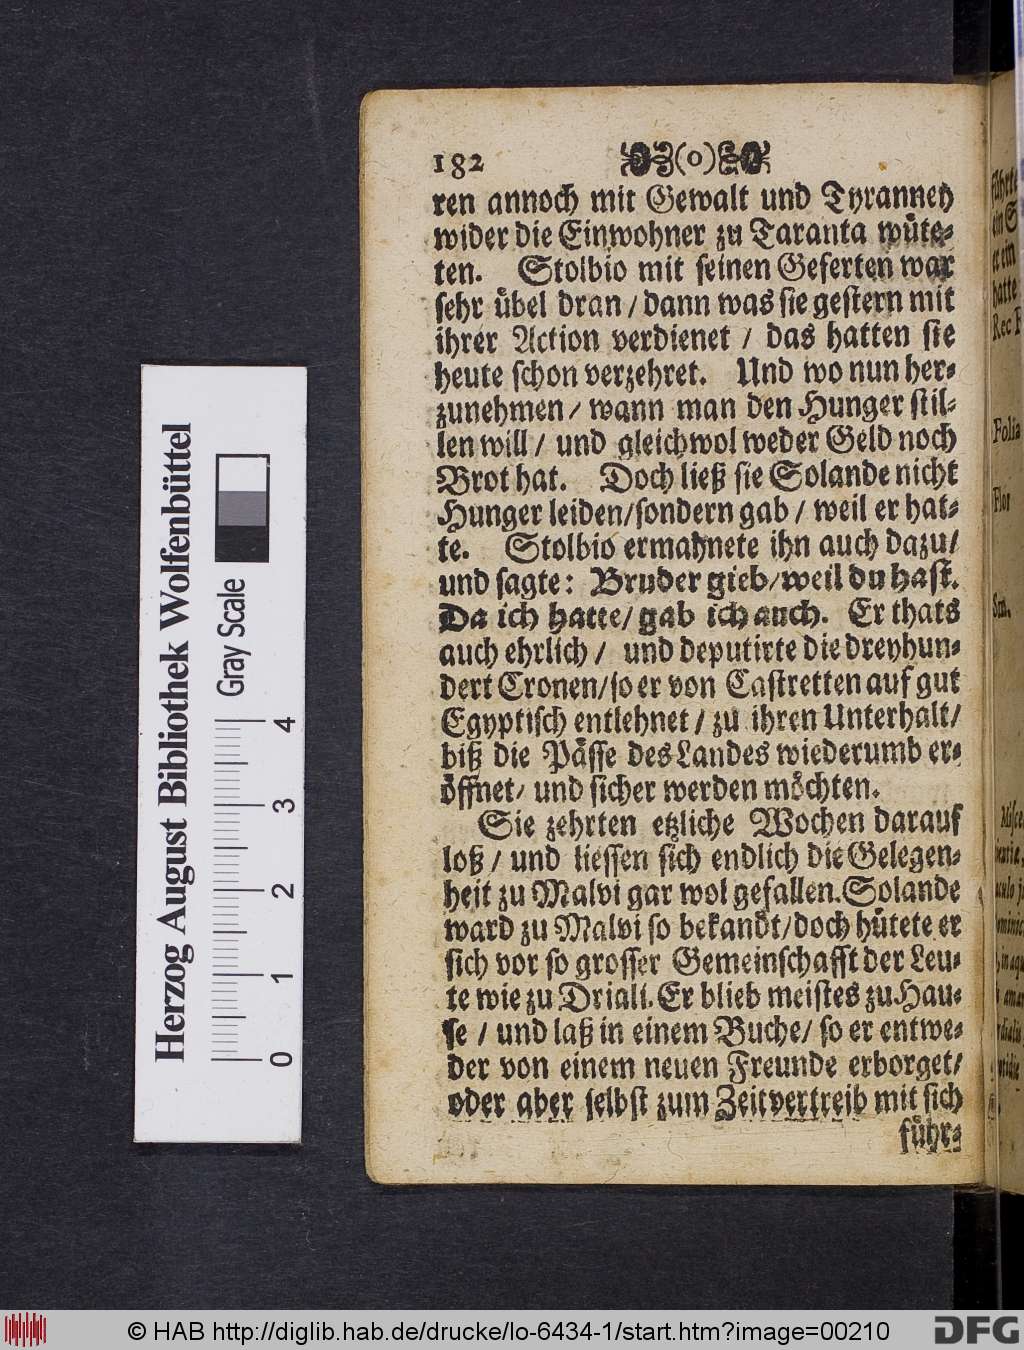 182 (o)
ren annoch mit Gewalt und Tyranney
wider die Einwohner zu Taranta wüte-
ten. Stolbio mit seinen Geferten war
sehr übel dran / dann was sie gestern mit
ihrer Action verdienet / das hatten sie
heute schon verzehret. Und wo nun her-
zunehmen / wann man den Hunger stil-
len will / und gleichwol weder Geld noch
Brot hat. Doch ließ sie Solande nicht
Hunger leiden/sondern gab / weil er hat-
te. Stolbio ermahnete ihn auch dazu/
und sagte: Bruder gieb/weil du hast.
Da ich hatte/ gab ich auch. Er thats
auch ehrlich / und deputirte die dreyhun-
dert Cronen/so er von Castretten auf gut
Egyptisch entlehnet / zu ihren Unterhalt/
biß die Pässe des Landes wiederumb er-
öffnet/ und sicher werden möchten.
Sie zehrten etzliche Wochen darauf
loß / und liessen sich endlich die Gelegen-
heit zu Malvi gar wol gefallen. Solande
ward zu Malvi so bekandt/doch hütete er
sich vor so grosser Gemeinschafft der Leu-
te wie zu Driali. Er blieb meistes zu Hau-
se / und laß in einem Buche/ so er entwe-
der von einem neuen Freunde erborget/
oder aber selbst zum Zeitvertreib mit sich
führ-
Herzog August Bibliothek Wolfenbüttel
Gray Scale
0 1 2 3 4
Folia
Flor
© HAB http://diglib.hab.de/drucke/lo-6434-1/start.htm?image=00210
DFG